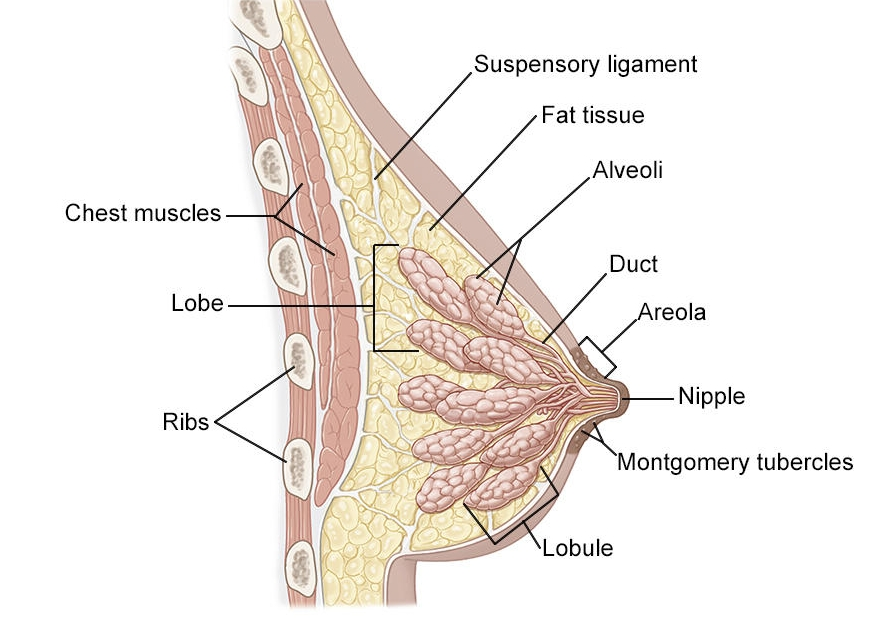 Suspensory ligament
Fat tissue
Alveoli
Chest muscles
Duct
Lobe
Areola
Nipple
Ribs
Montgomery tubercles
Lobule